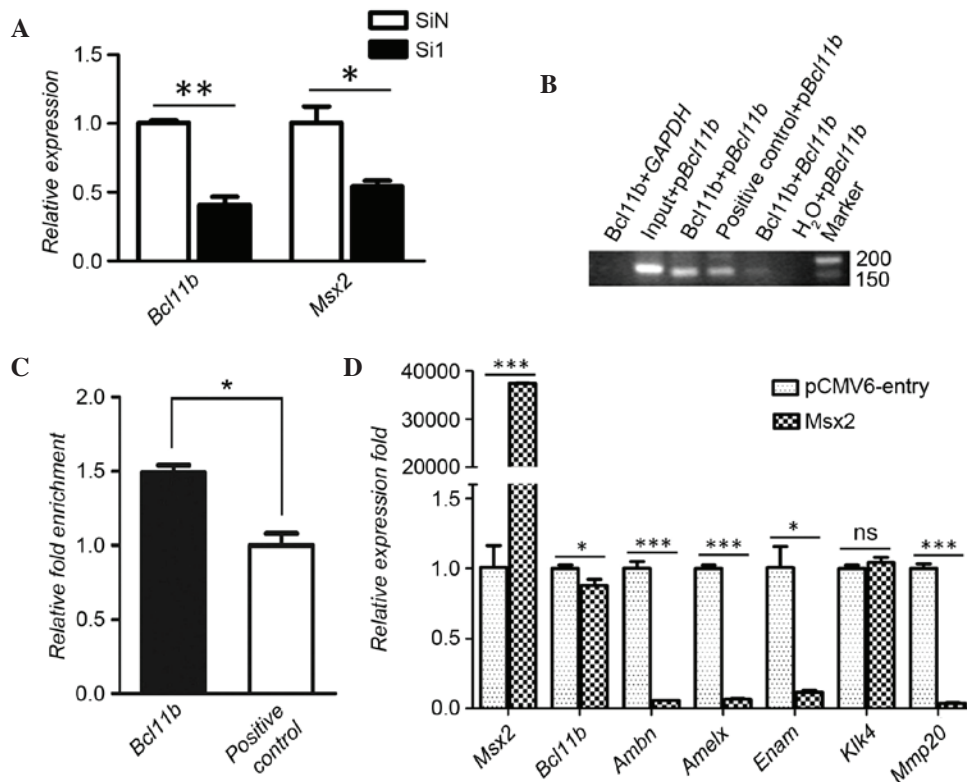 A
SiN
Si1
Relative expression
1.5
1.0
0.5
0.0
**
*
Bcl11b
Msx2
B
Bcl11b+GAPDH
Input+pBcl11b
Bcl11b+pBcl11b
Positive control+pBcl11b
Bcl11b+Bcl11b
H₂O+pBcl11b
Marker
200
150
C
Relative fold enrichment
2.0
1.5
1.0
0.5
0.0
*
Bcl11b
Positive
control
D
pCMV6-entry
Msx2
Relative expression fold
40000
30000
20000
1.5
1.0
0.5
0.0
***
*
***
***
*
ns
***
Msx2
Bcl11b
Ambn
Amelx
Enam
Klk4
Mmp20